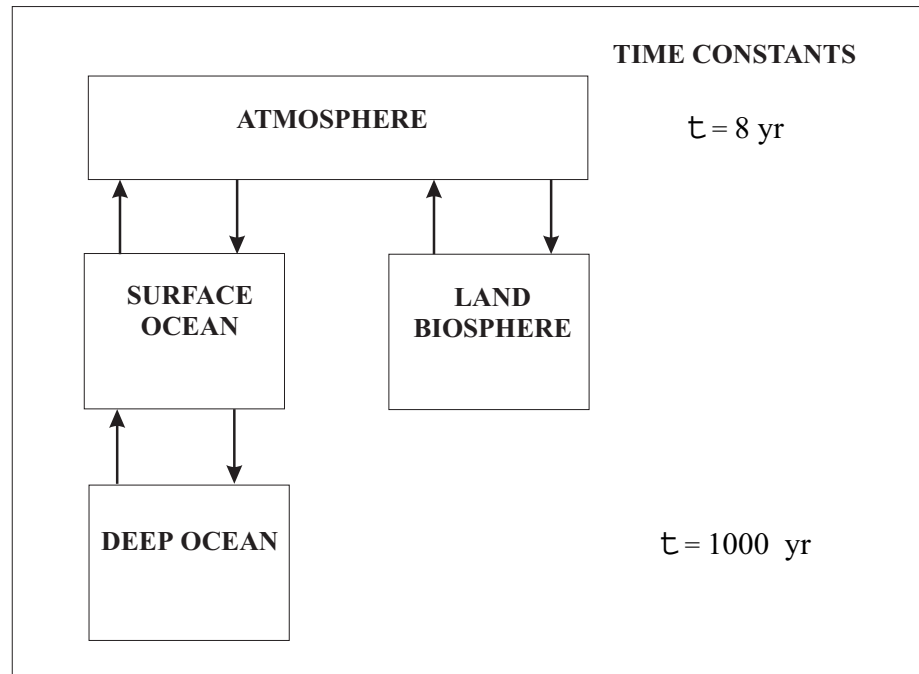 TIME CONSTANTS
ATMOSPHERE
τ = 8 yr
SURFACE
OCEAN
LAND
BIOSPHERE
DEEP OCEAN
τ = 1000 yr